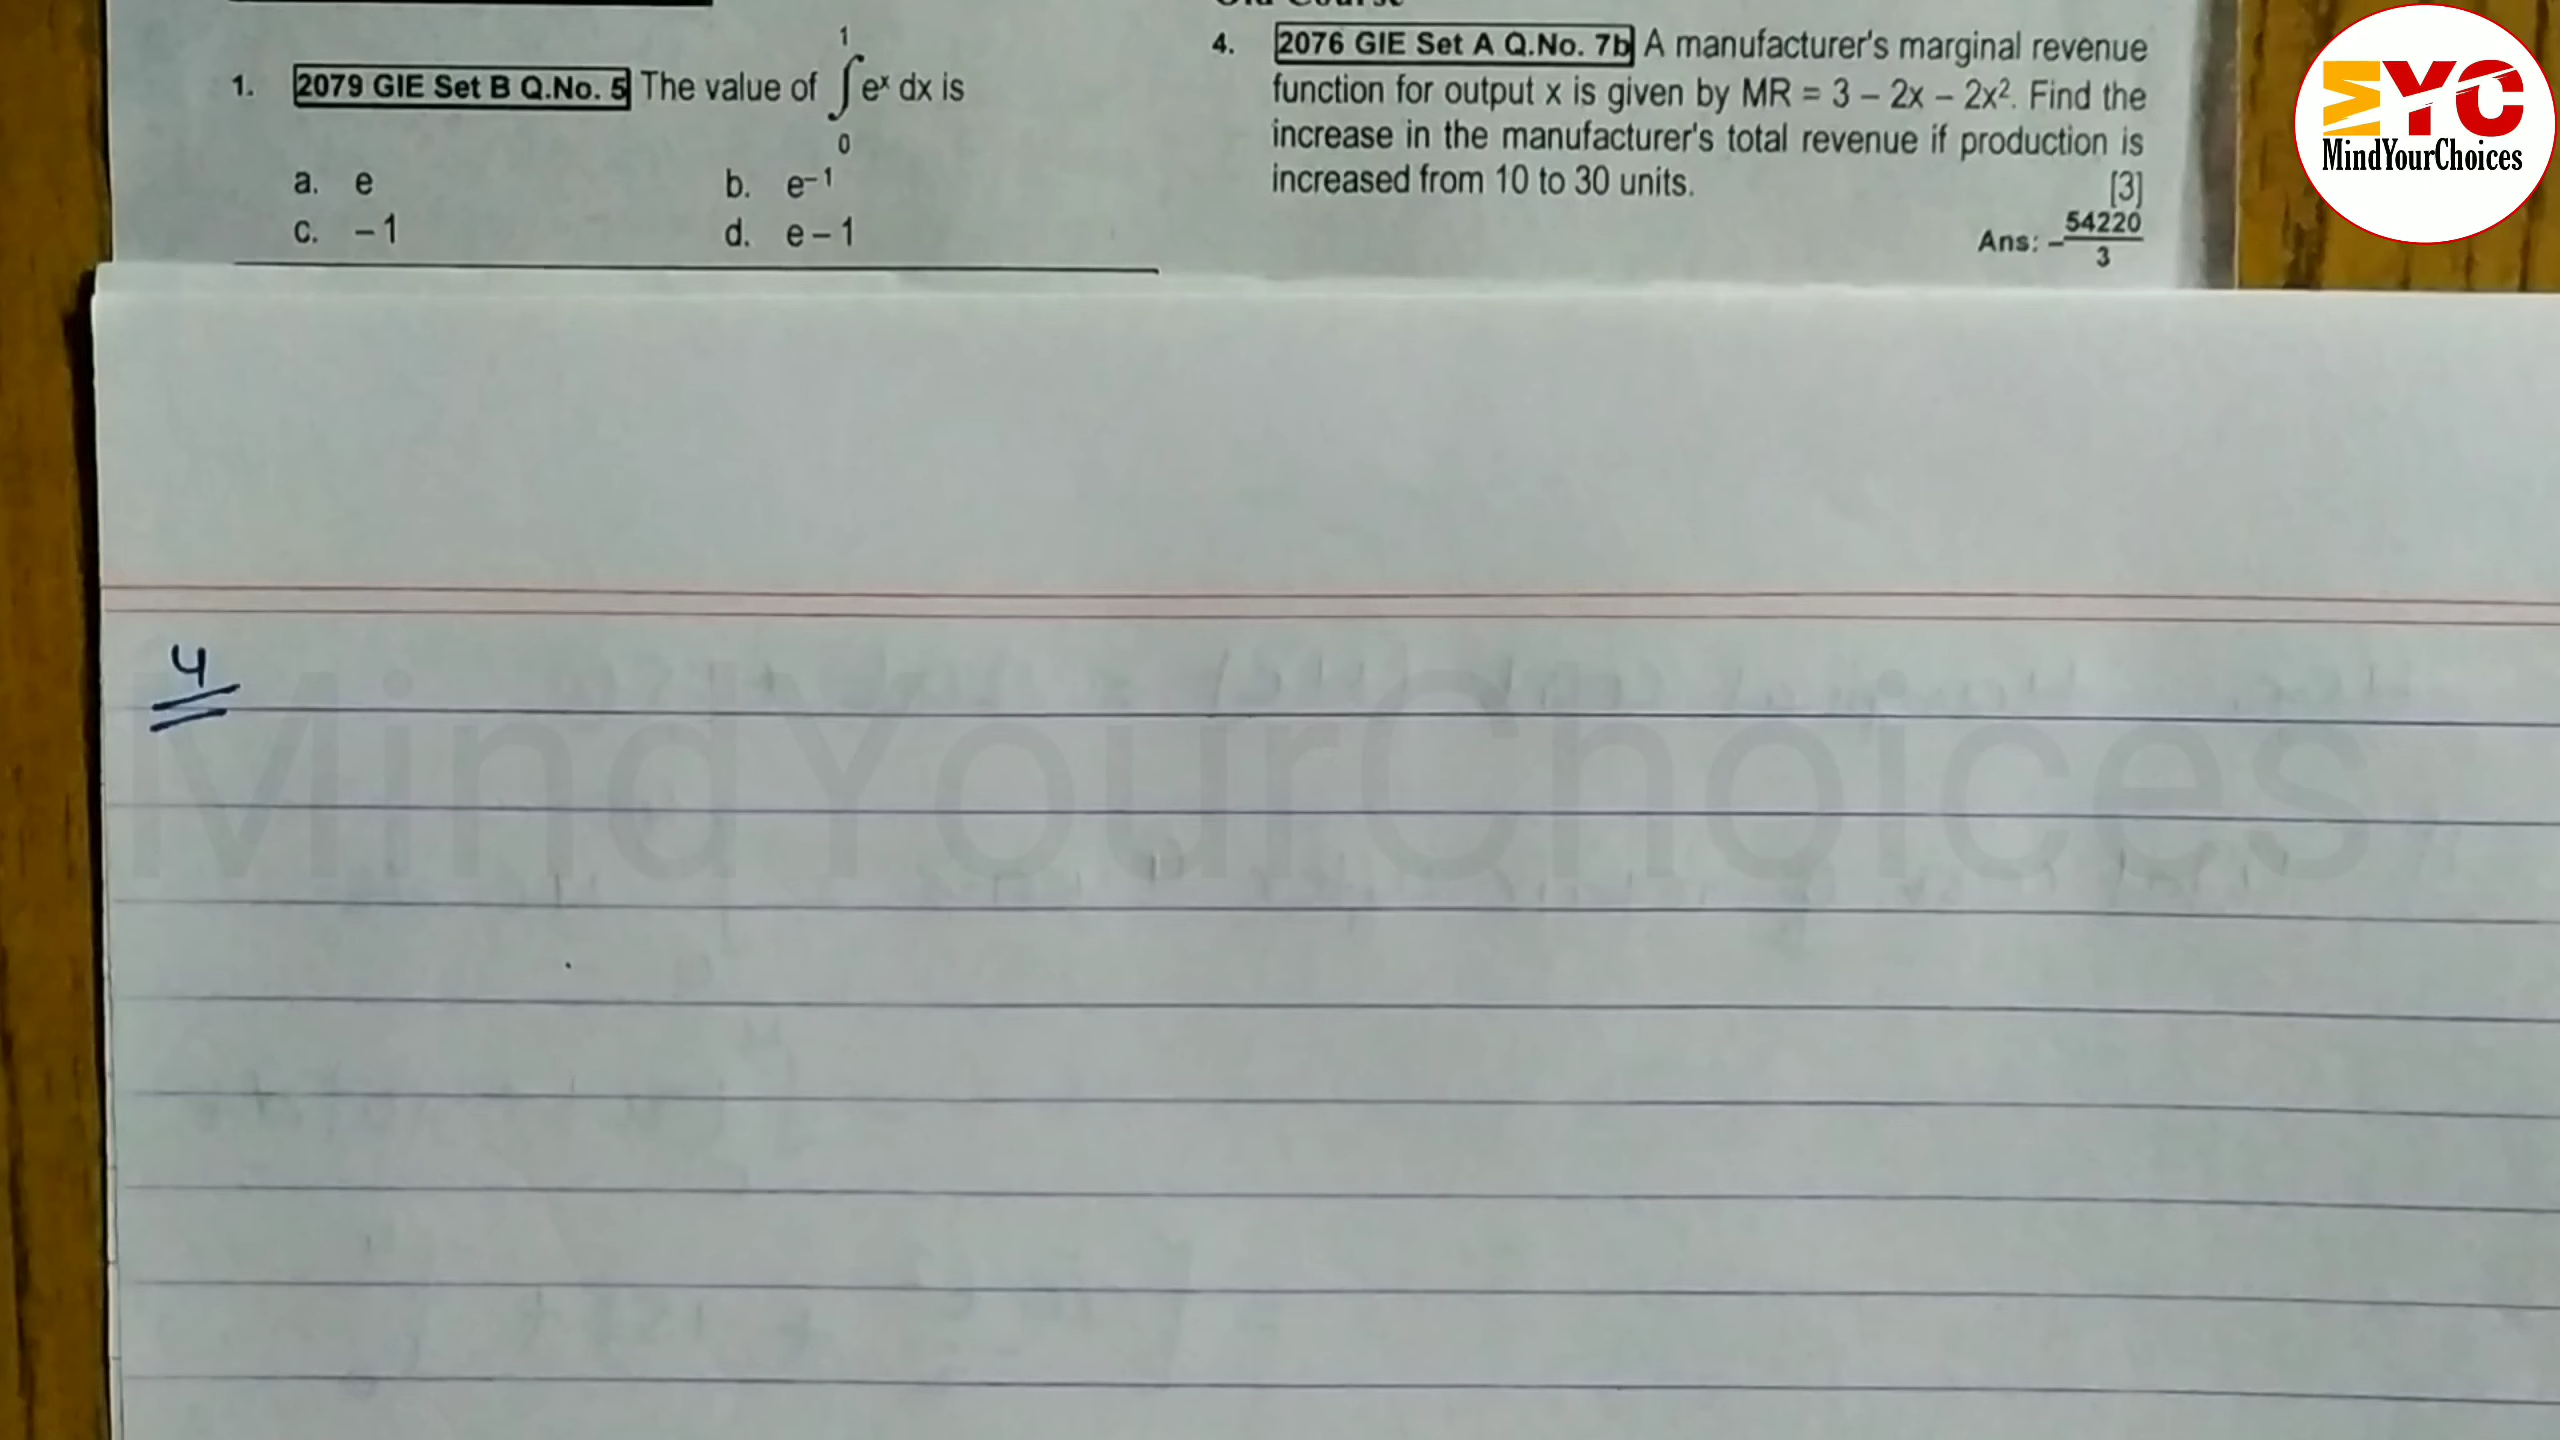 1. 2079 GIE Set B Q.No. 5 The value of ∫₀¹ eˣ dx is
a. e b. e⁻¹
c. – 1 d. e – 1
4. 2076 GIE Set A Q.No. 7b A manufacturer's marginal revenue
function for output x is given by MR = 3 – 2x – 2x². Find the
increase in the manufacturer's total revenue if production is
increased from 10 to 30 units. [3]
Ans: –54220/3
MYC
MindYourChoices
4
MindYourChoices